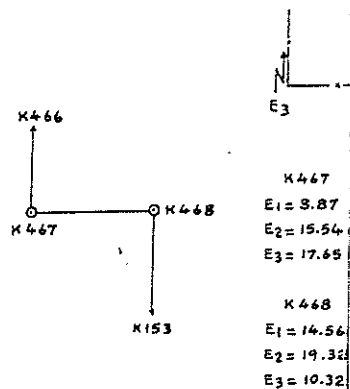 N
E3
K466
K467
K468
K153
K467
E1 = 3.87
E2 = 15.54
E3 = 17.65
K468
E1 = 14.56
E2 = 19.32
E3 = 10.32